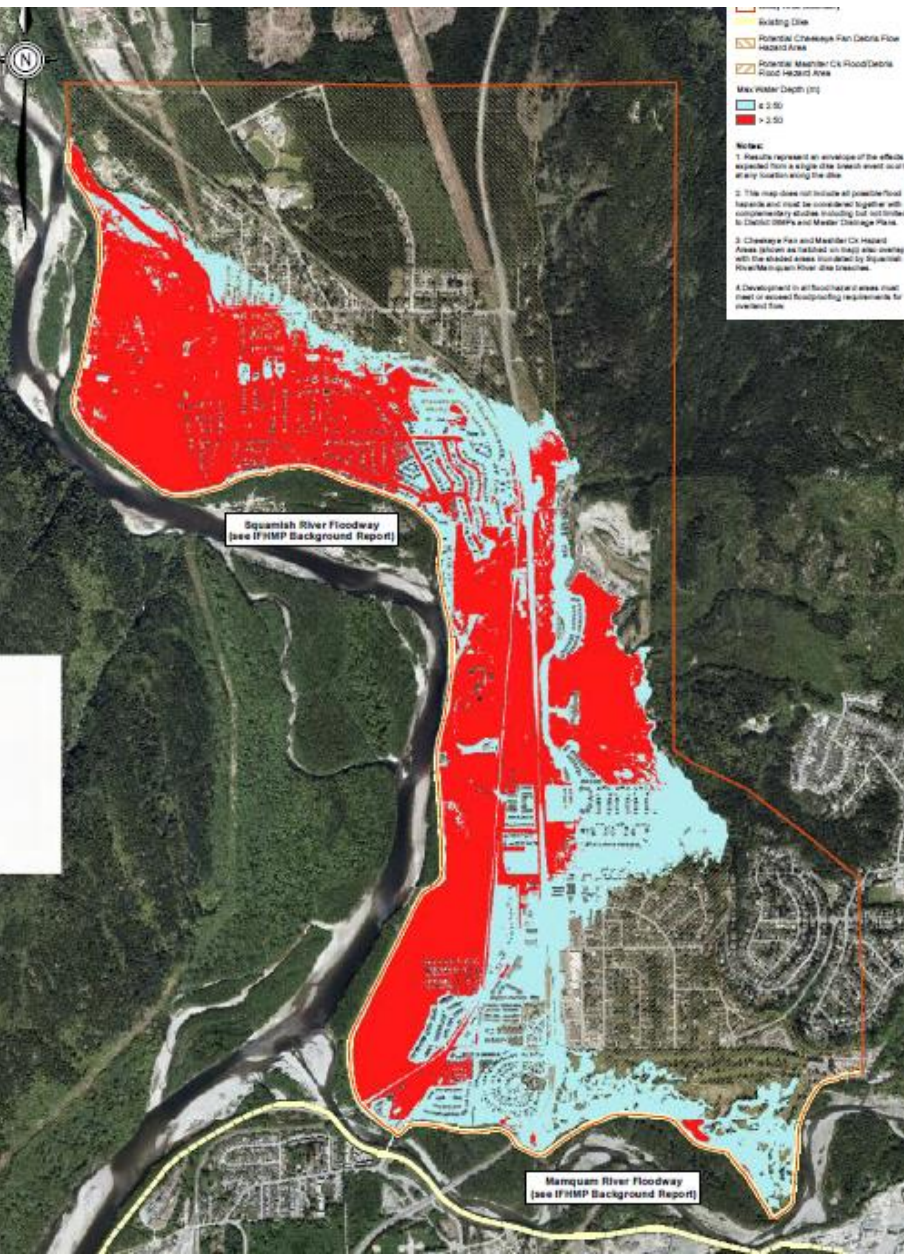 N
Existing Dike
Potential Cheekeye Fan Debris Flow
Hazard Area
Potential Mashiter Ck Flood/Debris
Flood Hazard Area
Max Water Depth (m)
≤ 2.50
> 2.50
Notes:
1. Results represent an envelope of the effects
expected from a single dike breach event
at any location along the dike
2. This map does not include all possible flood
hazards and must be considered together with
complementary studies including but not limited
to District ISMPs and Master Drainage Plans.
3. Cheekeye Fan and Mashiter Ck Hazard
Areas (shown as hatched on map) also overlap
with the shaded areas inundated by Squamish
River/Mamquam River dike breaches.
4. Development in all flood hazard areas must
meet or exceed floodproofing requirements for
overland flow.
Squamish River Floodway
(see IFHMP Background Report)
Mamquam River Floodway
(see IFHMP Background Report)